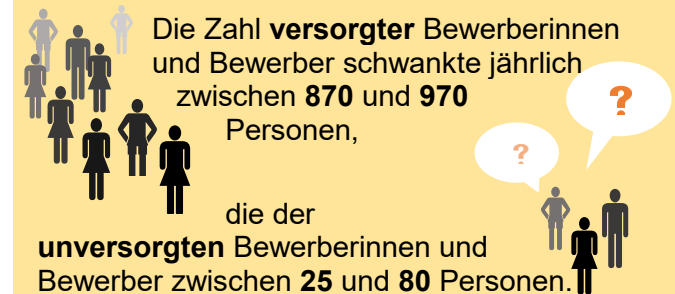 Die Zahl versorgter Bewerberinnen
und Bewerber schwankte jährlich
zwischen 870 und 970
?
Personen,
?
die der
unversorgten Bewerberinnen und
Bewerber zwischen 25 und 80 Personen.